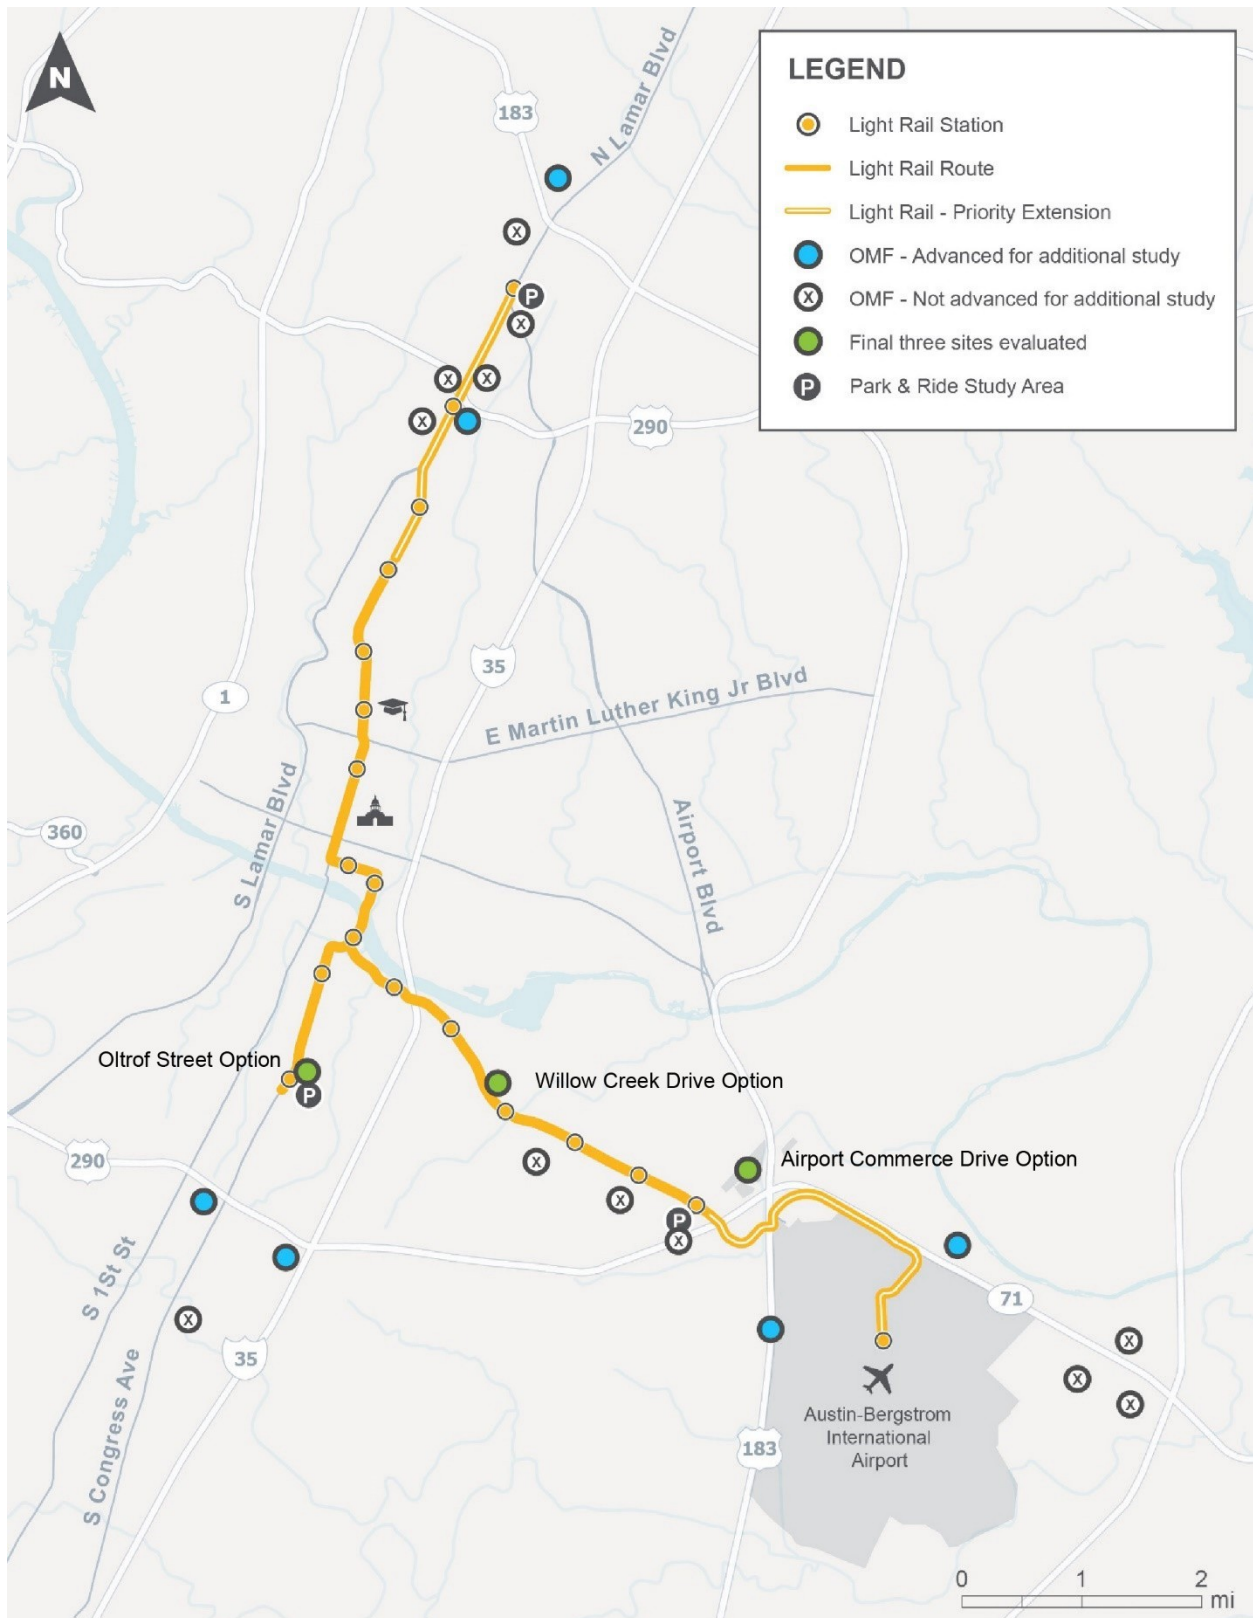 N
LEGEND
Light Rail Station
Light Rail Route
Light Rail - Priority Extension
OMF - Advanced for additional study
X
OMF - Not advanced for additional study
Final three sites evaluated
P
Park & Ride Study Area
183
N Lamar Blvd
X
P
X
X
X
X
290
35
1
E Martin Luther King Jr Blvd
S Lamar Blvd
360
Airport Blvd
Oltrof Street Option
P
Willow Creek Drive Option
290
X
Airport Commerce Drive Option
X
P
X
S 1St St
71
X
35
X
X
X
S Congress Ave
Austin-Bergstrom
International
Airport
183
0 1 2
mi